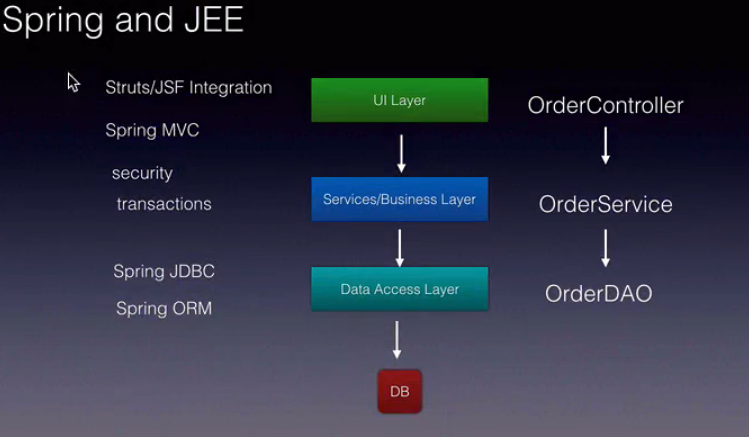 Spring and JEE
Struts/JSF Integration
UI Layer
OrderController
Spring MVC
security
transactions
Services/Business Layer
OrderService
Spring JDBC
Data Access Layer
OrderDAO
Spring ORM
DB